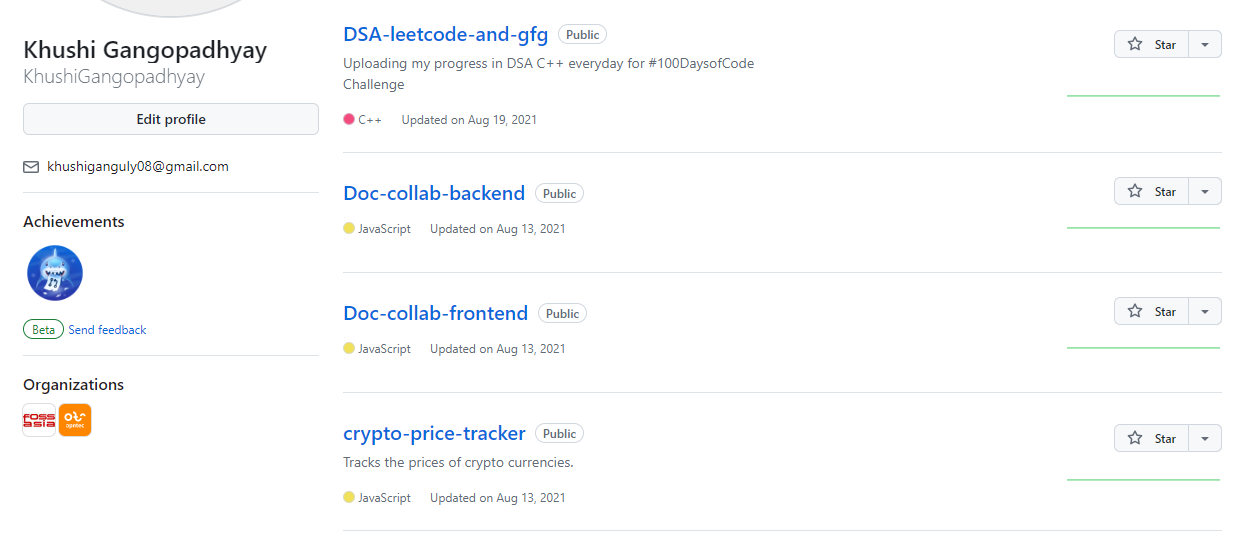 Khushi Gangopadhyay
KhushiGangopadhyay
Edit profile
khushiganguly08@gmail.com
Achievements
Beta Send feedback
Organizations
FOSS
ASIA
opntec
DSA-leetcode-and-gfg Public
Star
Uploading my progress in DSA C++ everyday for #100DaysofCode
Challenge
C++ Updated on Aug 19, 2021
Doc-collab-backend Public
Star
JavaScript Updated on Aug 13, 2021
Doc-collab-frontend Public
Star
JavaScript Updated on Aug 13, 2021
crypto-price-tracker Public
Star
Tracks the prices of crypto currencies.
JavaScript Updated on Aug 13, 2021